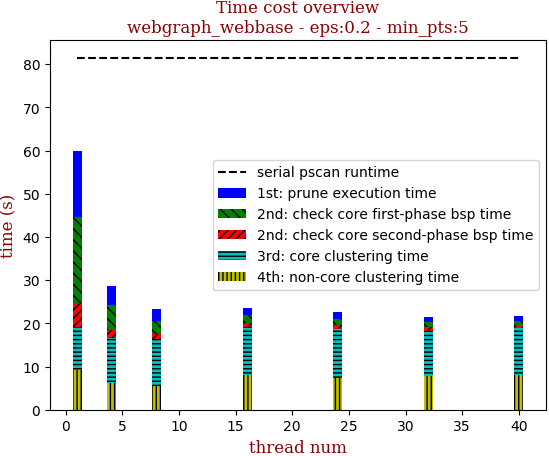 Time cost overview
webgraph_webbase - eps:0.2 - min_pts:5
time (s)
80
70
60
50
40
30
20
10
0
serial pscan runtime
1st: prune execution time
2nd: check core first-phase bsp time
2nd: check core second-phase bsp time
3rd: core clustering time
4th: non-core clustering time
0 5 10 15 20 25 30 35 40
thread num